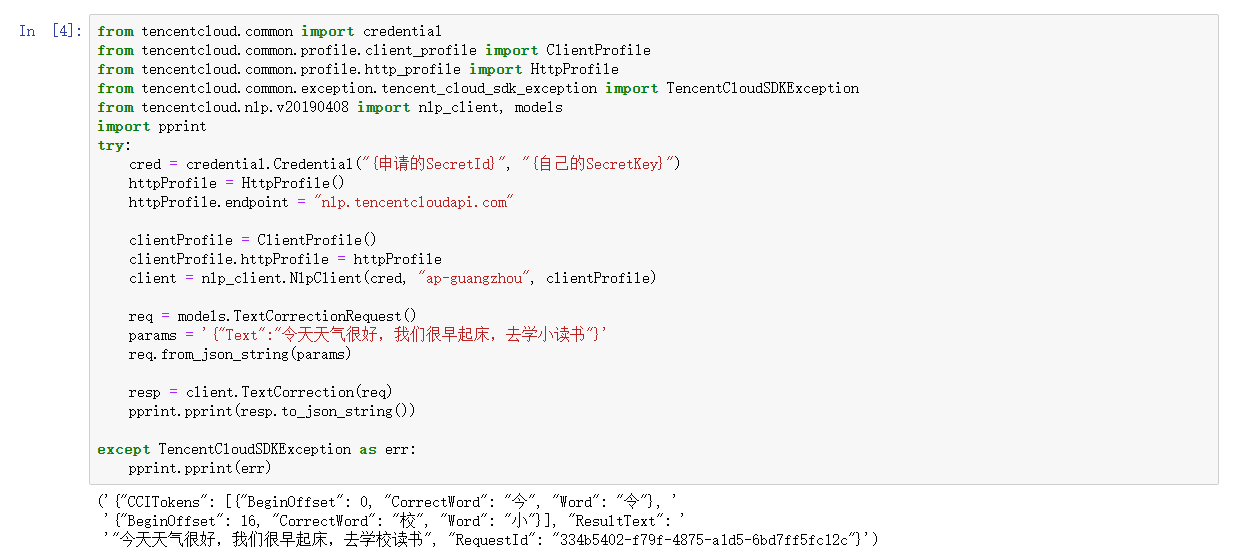 In [4]:
from tencentcloud.common import credential
from tencentcloud.common.profile.client_profile import ClientProfile
from tencentcloud.common.profile.http_profile import HttpProfile
from tencentcloud.common.exception.tencent_cloud_sdk_exception import TencentCloudSDKException
from tencentcloud.nlp.v20190408 import nlp_client, models
import pprint
try:
    cred = credential.Credential("{申请的SecretId}", "{自己的SecretKey}")
    httpProfile = HttpProfile()
    httpProfile.endpoint = "nlp.tencentcloudapi.com"

    clientProfile = ClientProfile()
    clientProfile.httpProfile = httpProfile
    client = nlp_client.NlpClient(cred, "ap-guangzhou", clientProfile)

    req = models.TextCorrectionRequest()
    params = '{"Text":"令天天气很好，我们很早起床，去学小读书"}'
    req.from_json_string(params)

    resp = client.TextCorrection(req)
    pprint.pprint(resp.to_json_string())

except TencentCloudSDKException as err:
    pprint.pprint(err)
('{"CCITokens": [{"BeginOffset": 0, "CorrectWord": "今", "Word": "令"}, '
 '{"BeginOffset": 16, "CorrectWord": "校", "Word": "小"}], "ResultText": '
 '"今天天气很好，我们很早起床，去学校读书", "RequestId": "334b5402-f79f-4875-a1d5-6bd7ff5fc12c"}')